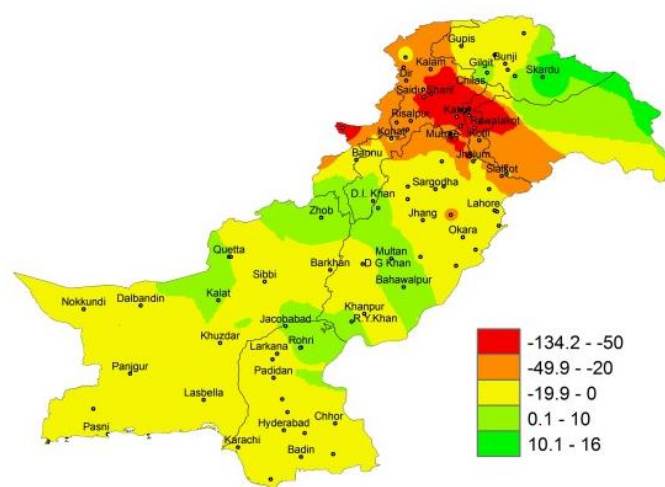 Gupis
Kalam
Bunji
Gilgit
Dir
Skardu
Chilas
Saidu Sharif
Risalpur
Rawalakot
Kohat
Kotli
Bannu
Jhelum
Sialkot
Sargodha
D.I. Khan
Lahore
Zhob
Jhang
Okara
Quetta
Multan
Barkhan
D G Khan
Sibbi
Bahawalpur
Dalbandin
Kalat
Nokkundi
Khanpur
R.Y.Khan
Jacobabad
Khuzdar
Rohri
Larkana
Panjgur
Padidan
Lasbella
Chhor
Pasni
Hyderabad
Karachi
Badin
-134.2 - -50
-49.9 - -20
-19.9 - 0
0.1 - 10
10.1 - 16